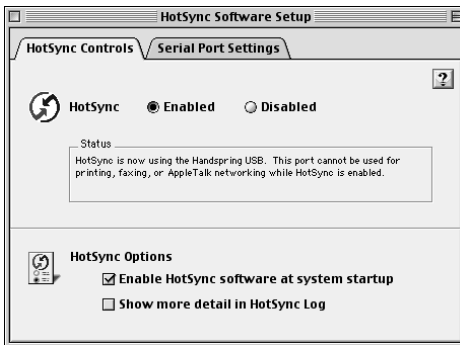 HotSync Software Setup
HotSync Controls
Serial Port Settings
?
HotSync
Enabled
Disabled
Status
HotSync is now using the Handspring USB. This port cannot be used for
printing, faxing, or AppleTalk networking while HotSync is enabled.
HotSync Options
Enable HotSync software at system startup
Show more detail in HotSync Log